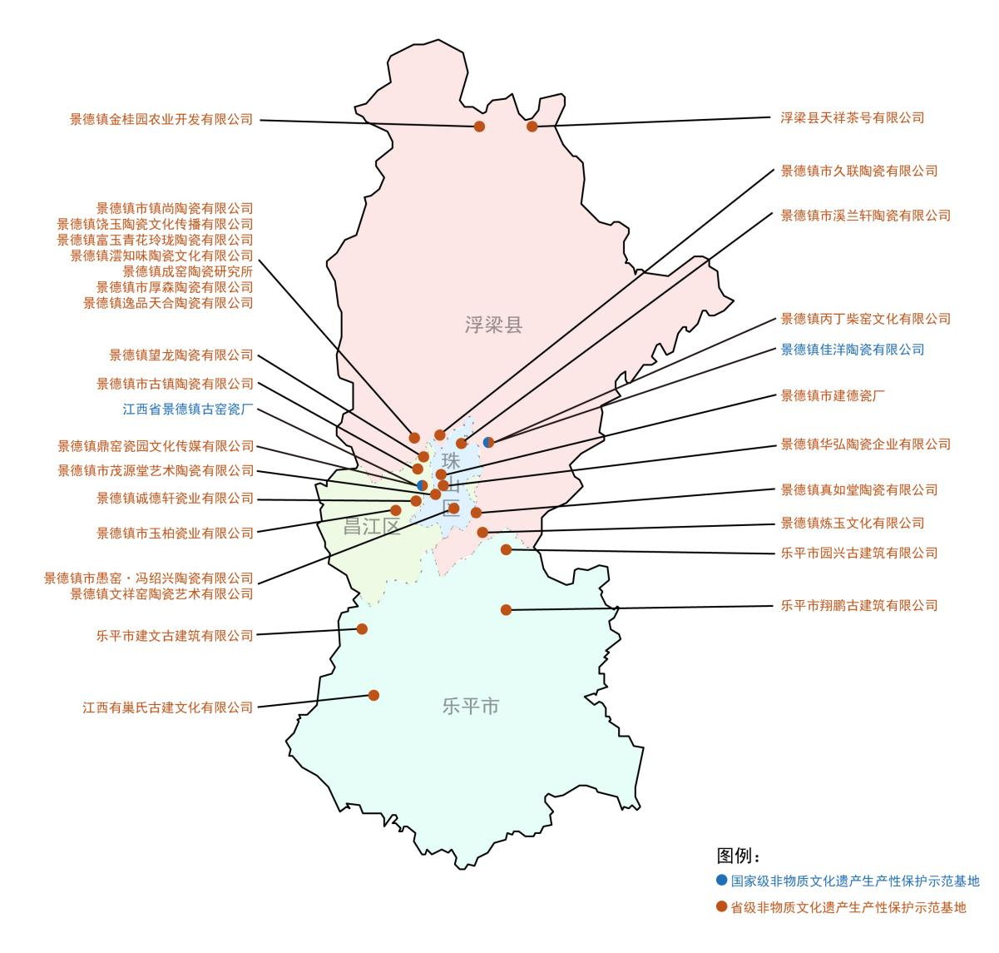 景德镇金桂园农业开发有限公司
浮梁县天祥茶号有限公司
景德镇市久联陶瓷有限公司
景德镇市溪兰轩陶瓷有限公司
景德镇市镇尚陶瓷有限公司
景德镇饶玉陶瓷文化传播有限公司
景德镇富玉青花玲珑陶瓷有限公司
景德镇澐知味陶瓷文化有限公司
景德镇成窑陶瓷研究所
景德镇市厚森陶瓷有限公司
景德镇逸品天合陶瓷有限公司
浮梁县
景德镇丙丁柴窑文化有限公司
景德镇佳洋陶瓷有限公司
景德镇望龙陶瓷有限公司
景德镇市古镇陶瓷有限公司
江西省景德镇古窑瓷厂
景德镇市建德瓷厂
景德镇鼎窑瓷园文化传媒有限公司
景德镇市茂源堂艺术陶瓷有限公司
景德镇华弘陶瓷企业有限公司
珠山区
景德镇诚德轩瓷业有限公司
景德镇真如堂陶瓷有限公司
昌江区
景德镇市玉柏瓷业有限公司
景德镇炼玉文化有限公司
乐平市园兴古建筑有限公司
景德镇市愚窑·冯绍兴陶瓷有限公司
景德镇文祥窑陶瓷艺术有限公司
乐平市翔鹏古建筑有限公司
乐平市建文古建筑有限公司
江西有巢氏古建文化有限公司
乐平市
图例：
国家级非物质文化遗产生产性保护示范基地
省级非物质文化遗产生产性保护示范基地